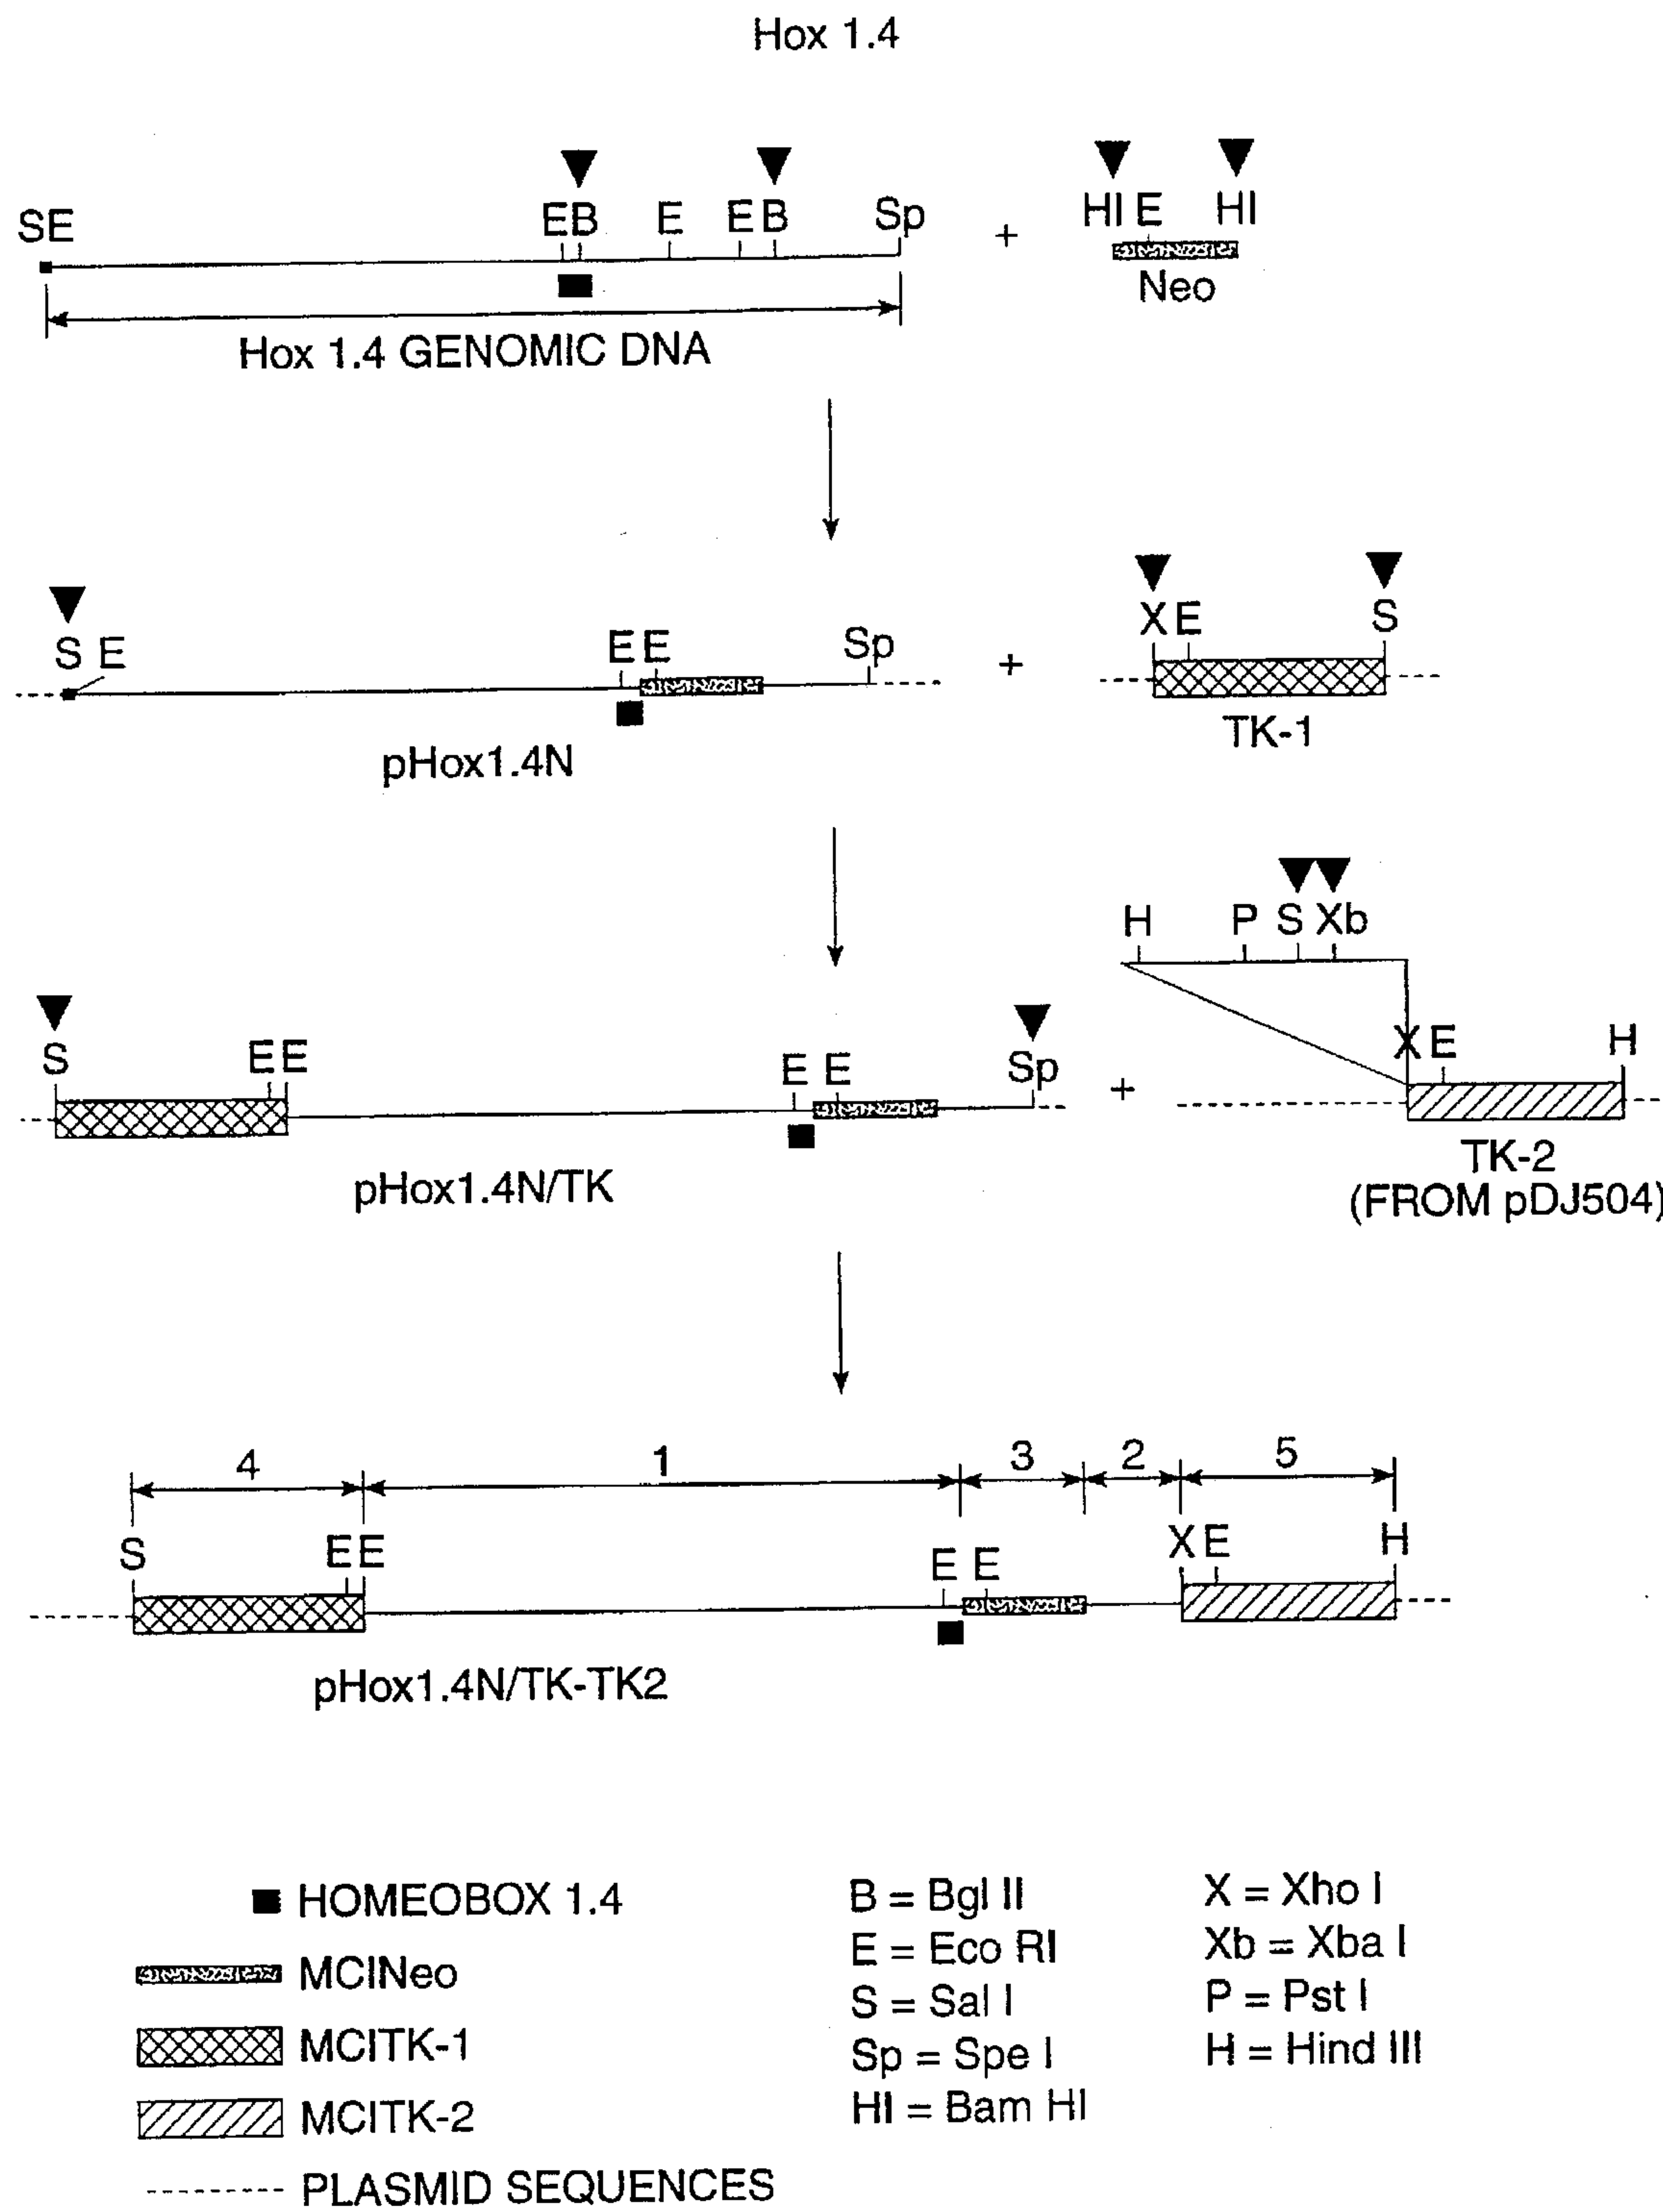 Hox 1.4
SE EB E EB Sp + HI E HI
Neo
Hox 1.4 GENOMIC DNA
S E E E Sp + X E S
TK-1
pHox1.4N
H P S Xb
S EE E E Sp + X E H
TK-2
(FROM pDJ504)
pHox1.4N/TK
4 1 3 2 5
S EE E E X E H
pHox1.4N/TK-TK2
HOMEOBOX 1.4
MCINeo
MCITK-1
MCITK-2
PLASMID SEQUENCES
B = Bgl II
E = Eco RI
S = Sal I
Sp = Spe I
HI = Bam HI
X = Xho I
Xb = Xba I
P = Pst I
H = Hind III